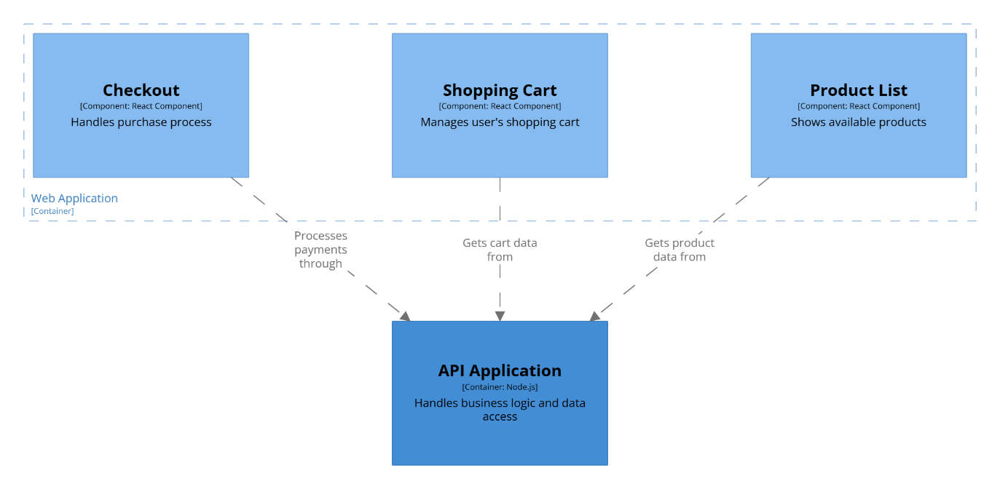 Checkout
[Component: React Component]
Handles purchase process
Shopping Cart
[Component: React Component]
Manages user's shopping cart
Product List
[Component: React Component]
Shows available products
Web Application
[Container]
Processes
payments
through
Gets cart data
from
Gets product
data from
API Application
[Container: Node.js]
Handles business logic and data
access